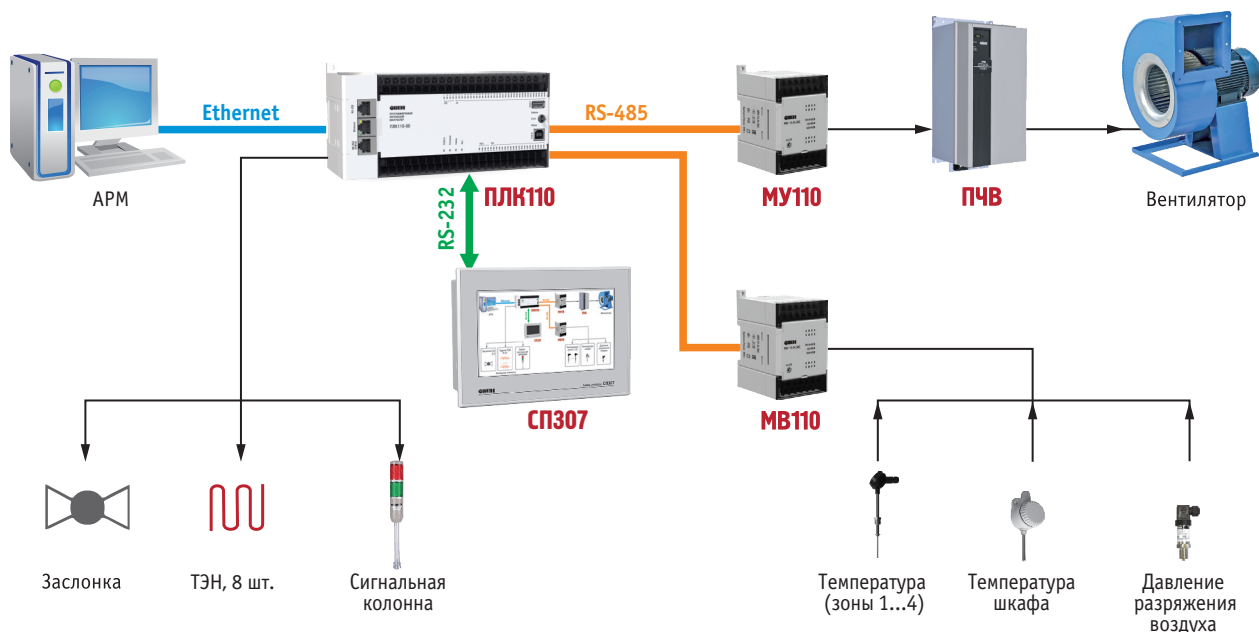 Ethernet
RS-485
АРМ
ПЛК110
МУ110
ПЧВ
Вентилятор
RS-232
СП307
МВ110
Заслонка
ТЭН, 8 шт.
Сигнальная
колонна
Температура
(зоны 1...4)
Температура
шкафа
Давление
разряжения
воздуха